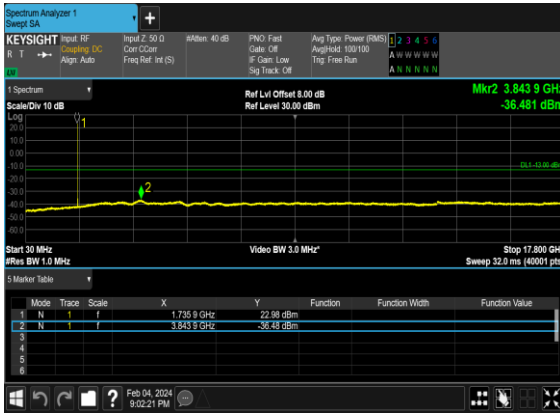 Spectrum Analyzer 1
Swept SA
KEYSIGHT
R T
Input: RF
Coupling: DC
Align: Auto
Input Z: 50 Ω
Corr CCorr
Freq Ref: Int (S)
#Atten: 40 dB
PNO: Fast
Gate: Off
IF Gain: Low
Sig Track: Off
Avg Type: Power (RMS)
Avg|Hold: 100/100
Trig: Free Run
1 2 3 4 5 6
A W W W W W
A N N N N N
1 Spectrum
Scale/Div 10 dB
Ref Lvl Offset 8.00 dB
Ref Level 30.00 dBm
Mkr2 3.843 9 GHz
-36.481 dBm
Log
20.0
10.0
0.00
-10.0
-20.0
-30.0
-40.0
-50.0
-60.0
1
2
DL1 -13.00 dBm
Start 30 MHz
#Res BW 1.0 MHz
Video BW 3.0 MHz*
Stop 17.800 GHz
Sweep 32.0 ms (40001 pts)
5 Marker Table
Mode Trace Scale X Y Function Function Width Function Value
1 N 1 f 1.735 9 GHz 22.98 dBm
2 N 1 f 3.843 9 GHz -36.48 dBm
3
4
5
6
Feb 04, 2024
9:02:21 PM